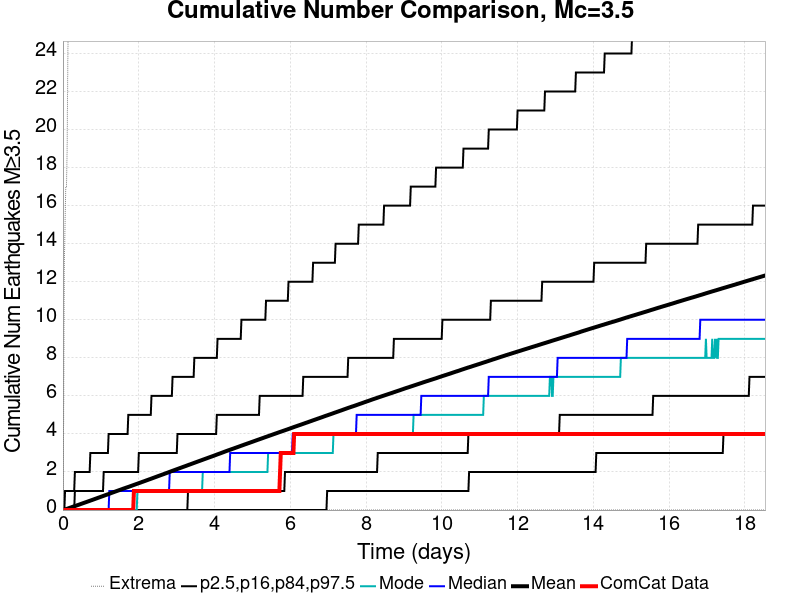 Cumulative Number Comparison, Mc=3.5
Cumulative Num Earthquakes M≥3.5
24
22
20
18
16
14
12
10
8
6
4
2
0
0 2 4 6 8 10 12 14 16 18
Time (days)
Extrema p2.5,p16,p84,p97.5 Mode Median Mean ComCat Data